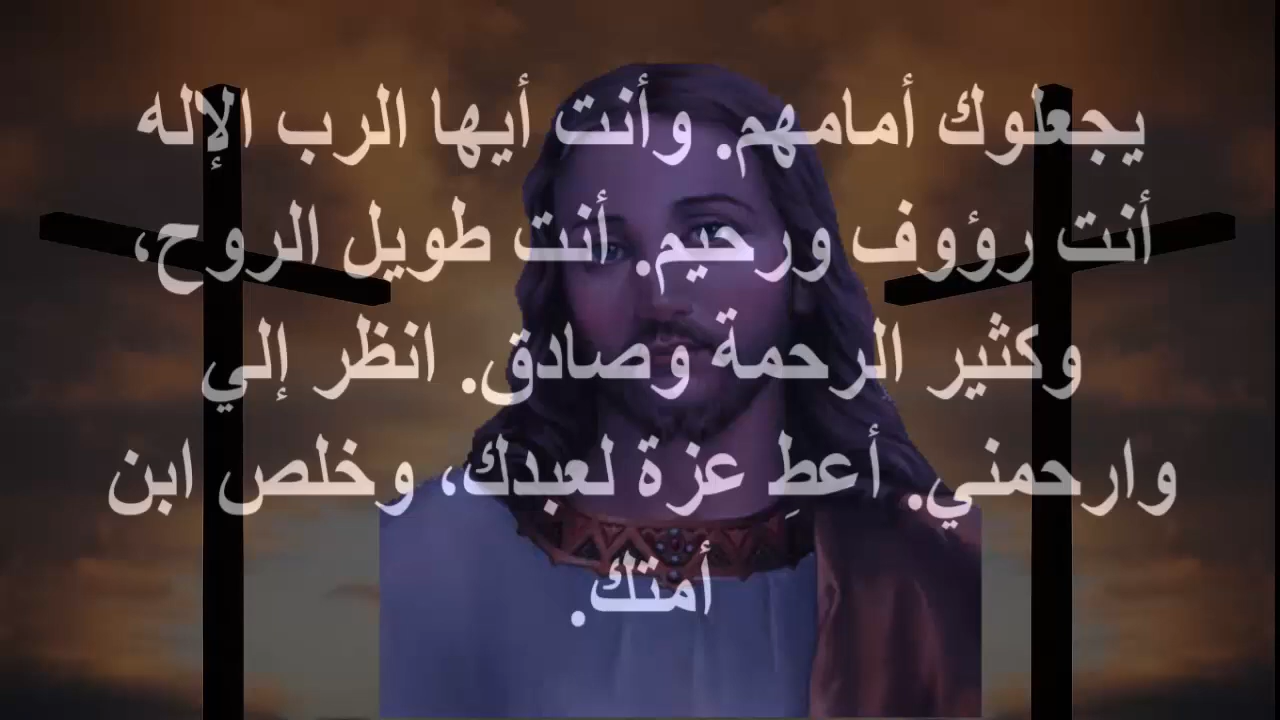 يجعلوك أمامهم. وأنت أيها الرب الإله
أنت رؤوف ورحيم. أنت طويل الروح،
وكثير الرحمة وصادق. انظر إلي
وارحمني. أعطِ عزة لعبدك، وخلص ابن
أمتك.